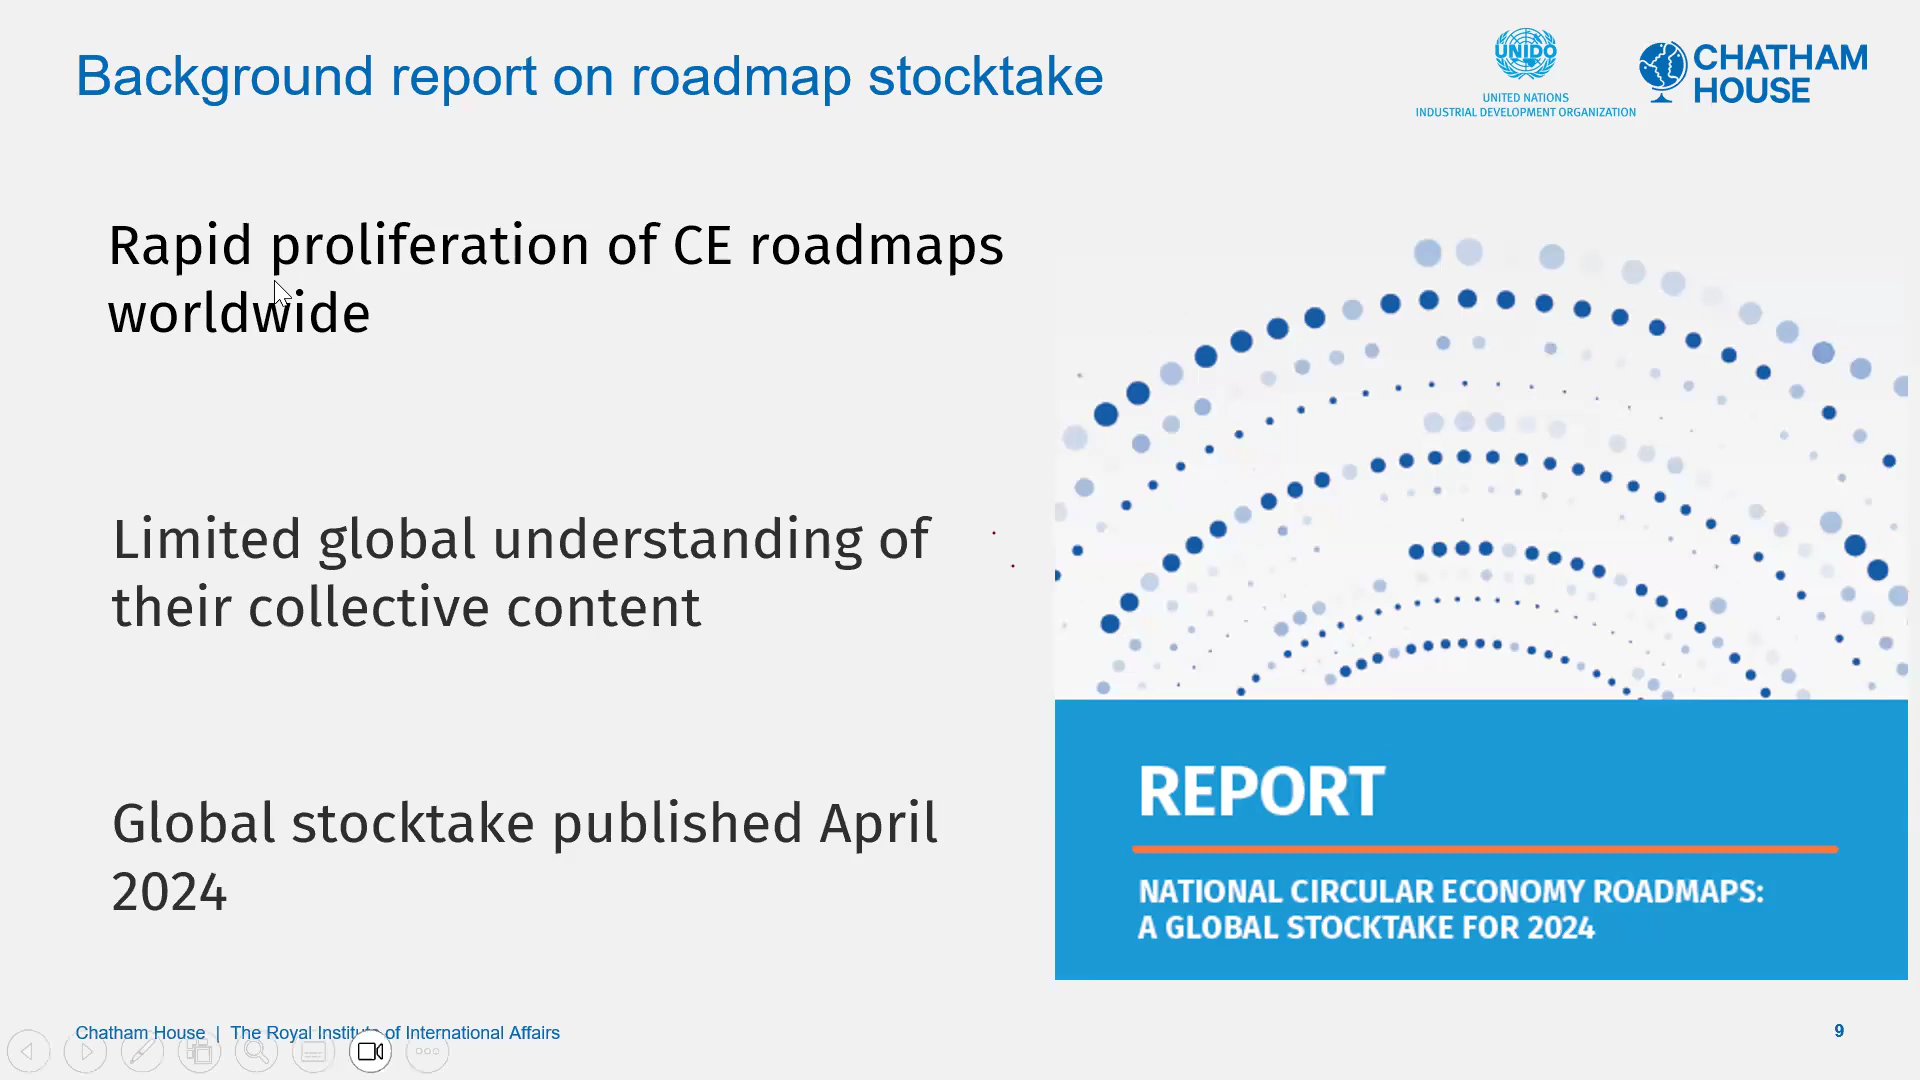 Background report on roadmap stocktake
UNIDO
UNITED NATIONS
INDUSTRIAL DEVELOPMENT ORGANIZATION
CHATHAM
HOUSE
Rapid proliferation of CE roadmaps
worldwide
Limited global understanding of
their collective content
Global stocktake published April
2024
REPORT
NATIONAL CIRCULAR ECONOMY ROADMAPS:
A GLOBAL STOCKTAKE FOR 2024
Chatham House | The Royal Institute of International Affairs
9